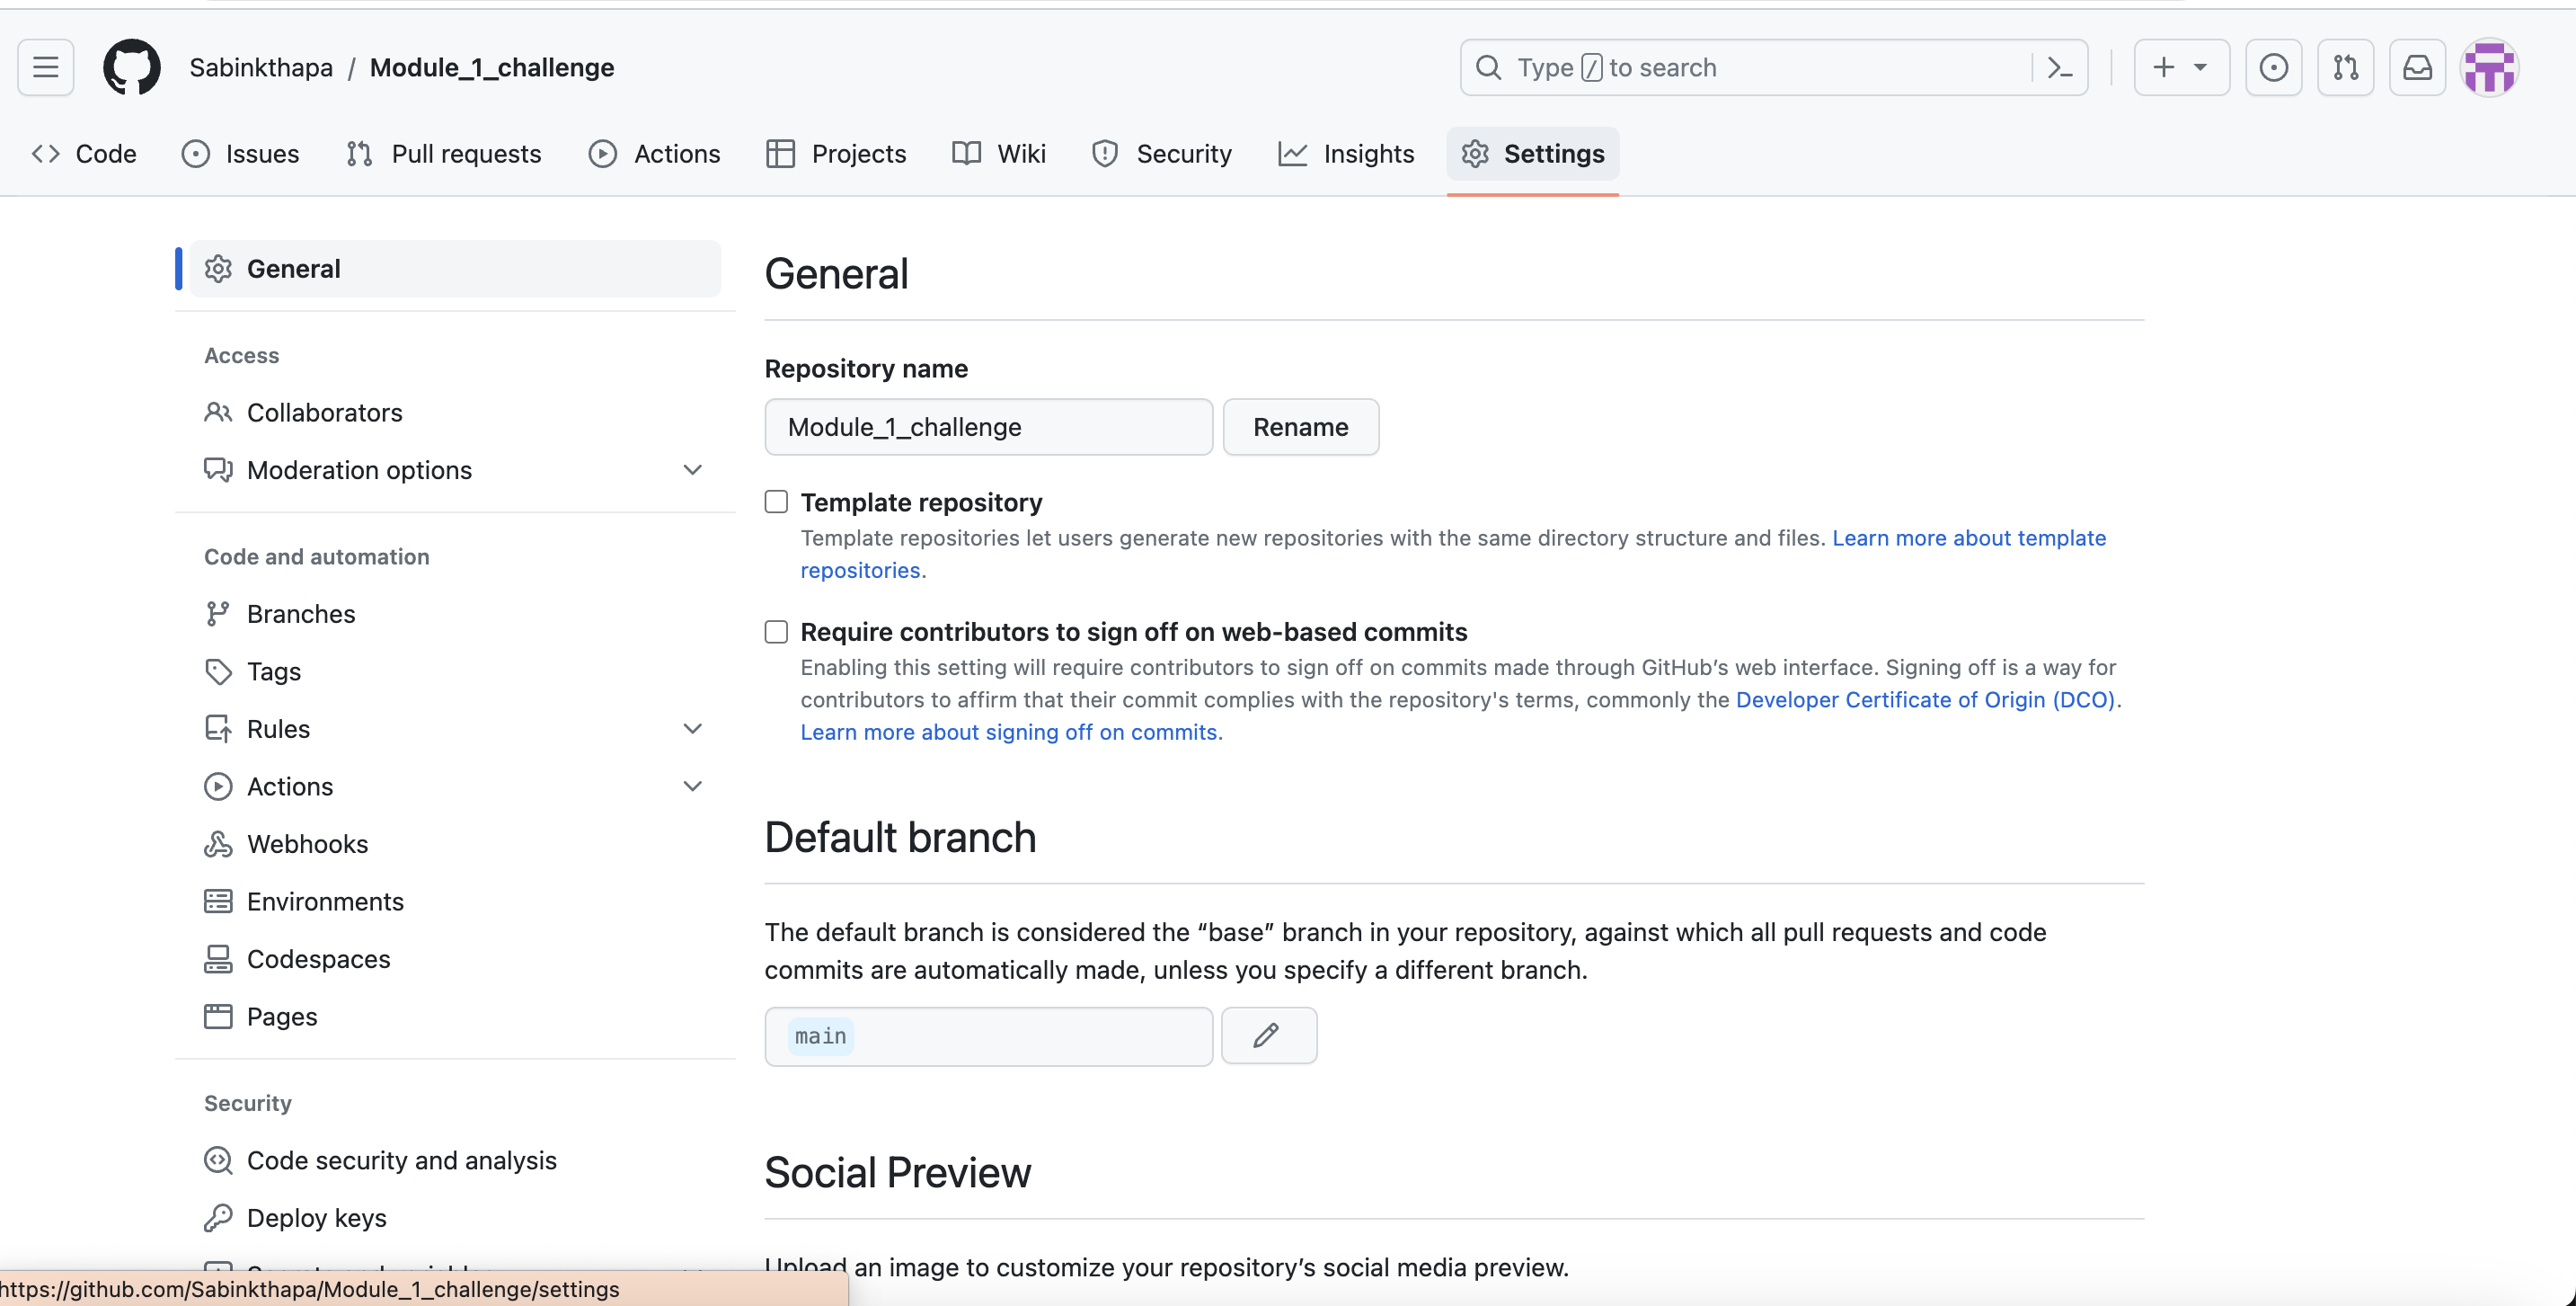 Sabinkthapa / Module_1_challenge
Type / to search
Code Issues Pull requests Actions Projects Wiki Security Insights Settings
General
Access
Collaborators
Moderation options
Code and automation
Branches
Tags
Rules
Actions
Webhooks
Environments
Codespaces
Pages
Security
Code security and analysis
Deploy keys
General
Repository name
Module_1_challenge Rename
Template repository
Template repositories let users generate new repositories with the same directory structure and files. Learn more about template
repositories.
Require contributors to sign off on web-based commits
Enabling this setting will require contributors to sign off on commits made through GitHub’s web interface. Signing off is a way for
contributors to affirm that their commit complies with the repository's terms, commonly the Developer Certificate of Origin (DCO).
Learn more about signing off on commits.
Default branch
The default branch is considered the “base” branch in your repository, against which all pull requests and code
commits are automatically made, unless you specify a different branch.
main
Social Preview
Upload an image to customize your repository’s social media preview.
https://github.com/Sabinkthapa/Module_1_challenge/settings